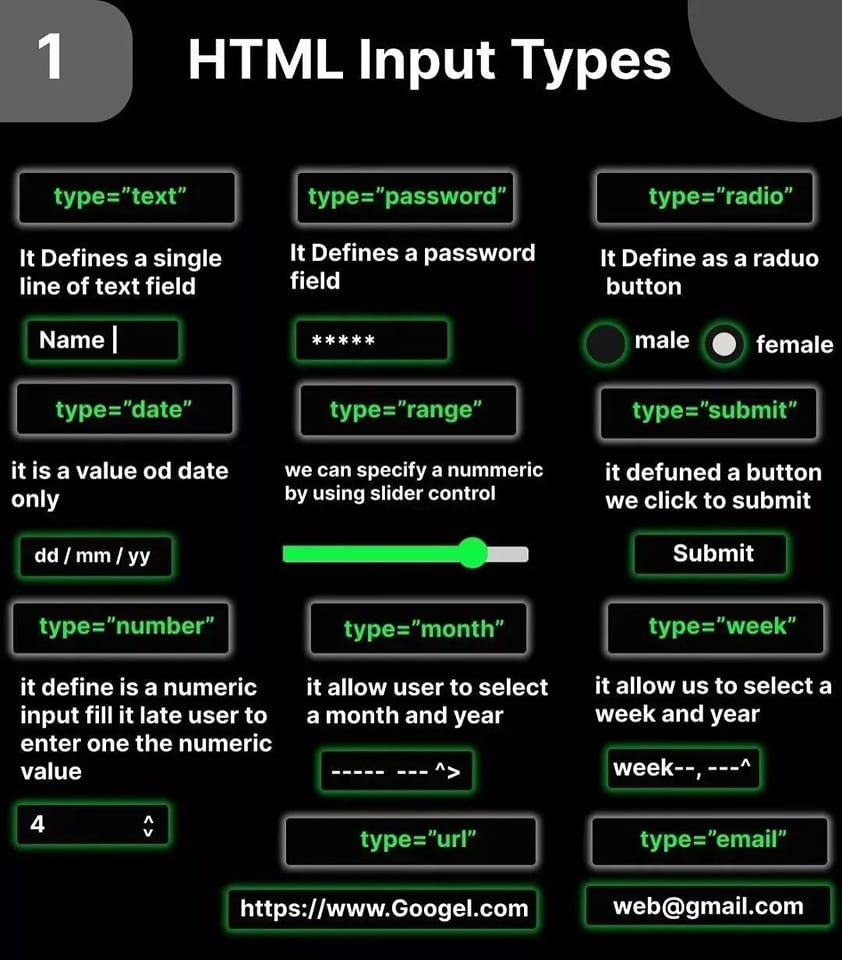 1
HTML Input Types
type=”text”
It Defines a single
line of text field
Name
type=”password”
It Defines a password
field
*****
type=”radio”
It Define as a raduo
button
male
female
type=”date”
it is a value od date
only
dd / mm / yy
type=”range”
we can specify a nummeric
by using slider control
type=”submit”
it defuned a button
we click to submit
Submit
type=”number”
it define is a numeric
input fill it late user to
enter one the numeric
value
4
type=”month”
it allow user to select
a month and year
----- --- ^>
type=”week”
it allow us to select a
week and year
week--, ---^
type=”url”
https://www.Googel.com
type=”email”
web@gmail.com